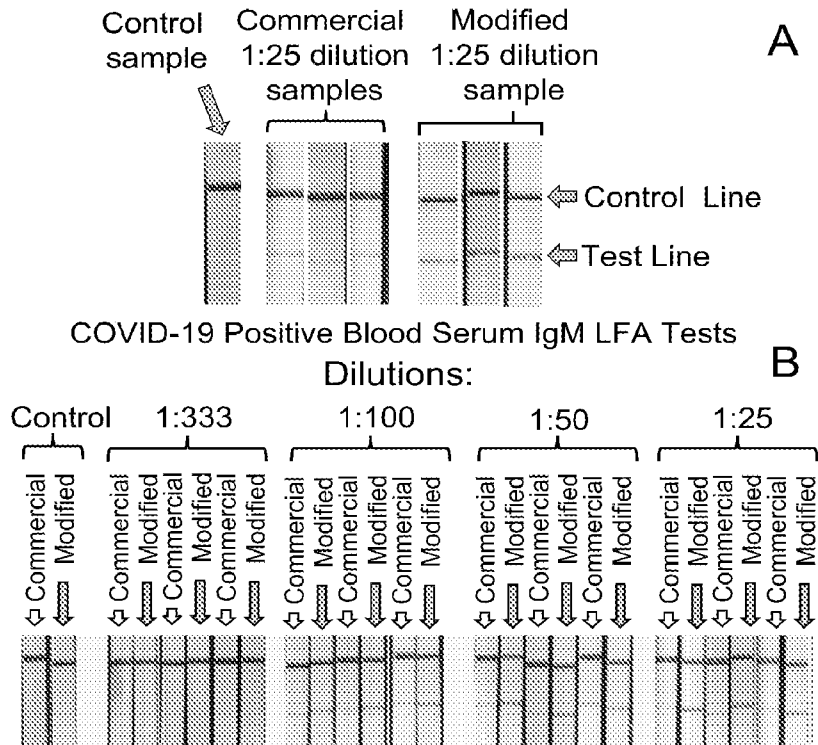 A
Control
sample
Commercial
1:25 dilution
samples
Modified
1:25 dilution
sample
Control Line
Test Line
COVID-19 Positive Blood Serum IgM LFA Tests
B
Dilutions:
Control
1:333
1:100
1:50
1:25
Commercial
Modified
Commercial
Modified
Commercial
Modified
Commercial
Modified
Commercial
Modified
Commercial
Modified
Commercial
Modified
Commercial
Modified
Commercial
Modified
Commercial
Modified
Commercial
Modified
Commercial
Modified
Commercial
Modified